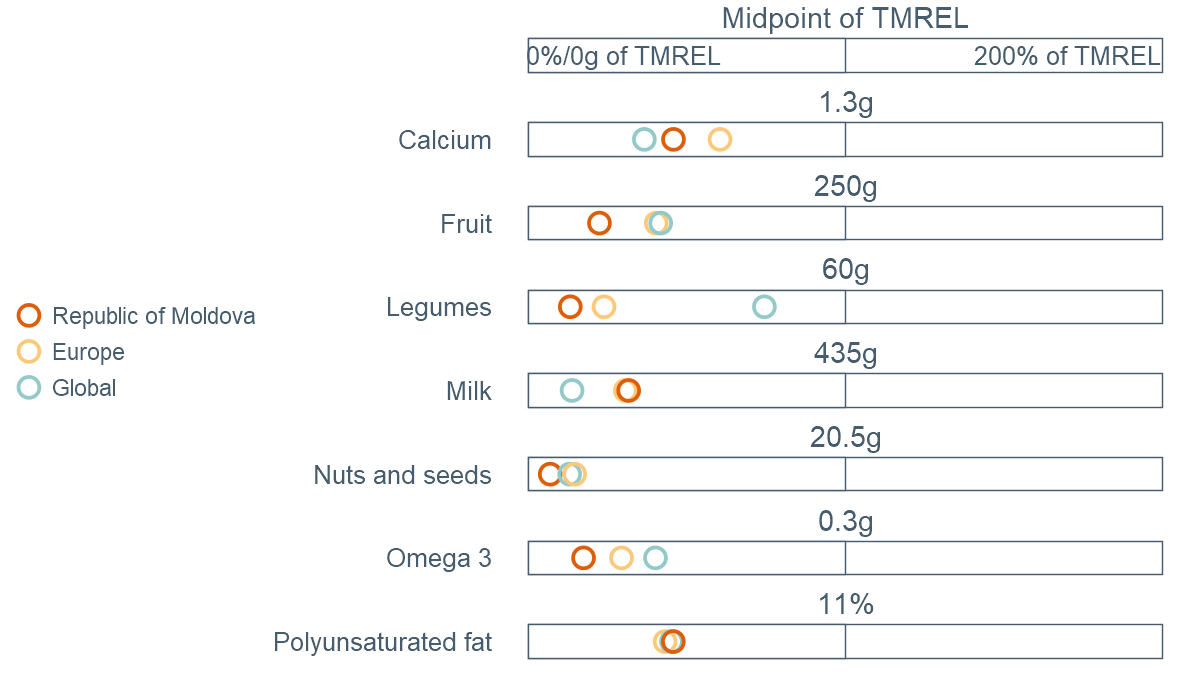 Midpoint of TMREL
0%/0g of TMREL
200% of TMREL
1.3g
Calcium
250g
Fruit
60g
Legumes
Republic of Moldova
Europe
Global
435g
Milk
20.5g
Nuts and seeds
0.3g
Omega 3
11%
Polyunsaturated fat